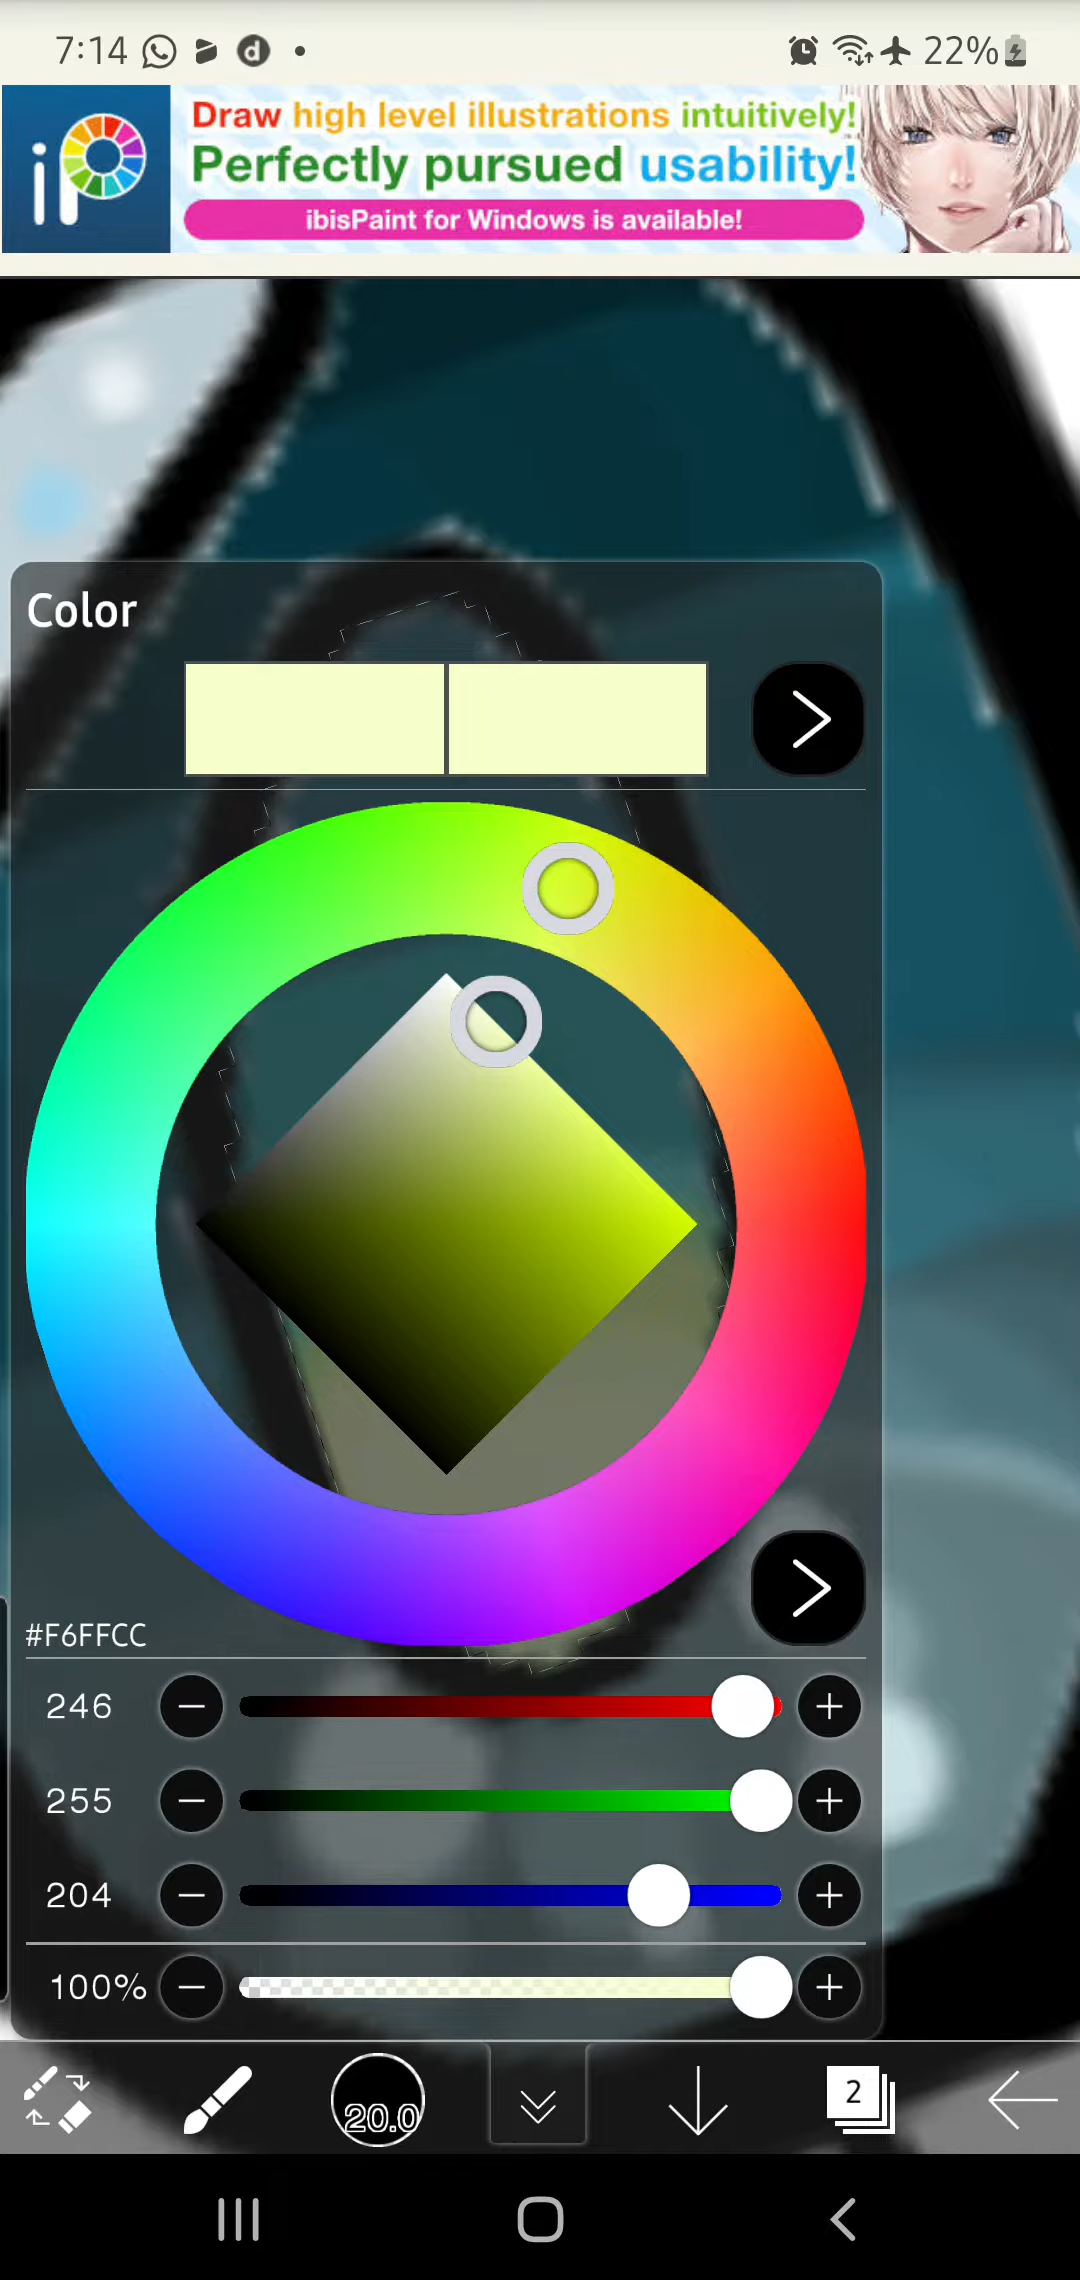 7:14
22%
iP
Draw high level illustrations intuitively!
Perfectly pursued usability!
ibisPaint for Windows is available!
Color
#F6FFCC
246
255
204
100%
20.0
2